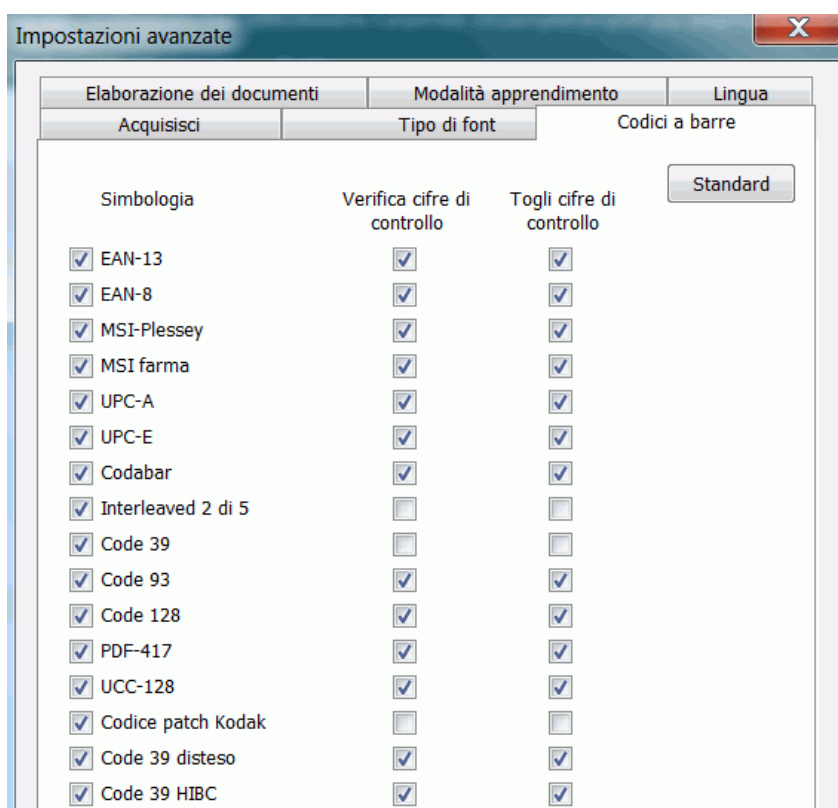 Impostazioni avanzate
X
Elaborazione dei documenti Modalità apprendimento Lingua
Acquisisci Tipo di font Codici a barre
Standard
Simbologia Verifica cifre di controllo Togli cifre di controllo
EAN-13
EAN-8
MSI-Plessey
MSI farma
UPC-A
UPC-E
Codabar
Interleaved 2 di 5
Code 39
Code 93
Code 128
PDF-417
UCC-128
Codice patch Kodak
Code 39 disteso
Code 39 HIBC